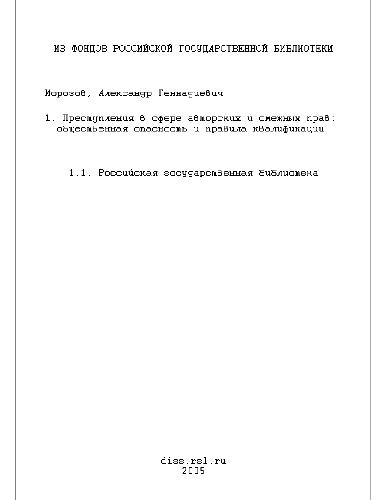 ИЗ ФОНДОВ РОССИЙСКОЙ ГОСУДАРСТВЕННОЙ БИБЛИОТЕКИ
Морозов, Александр Геннадиевич
1. Преступления в сфере авторских и смежных прав:
общественная опасность и правила квалификации
1.1. Российская государственная библиотека
diss.rsl.ru
2005